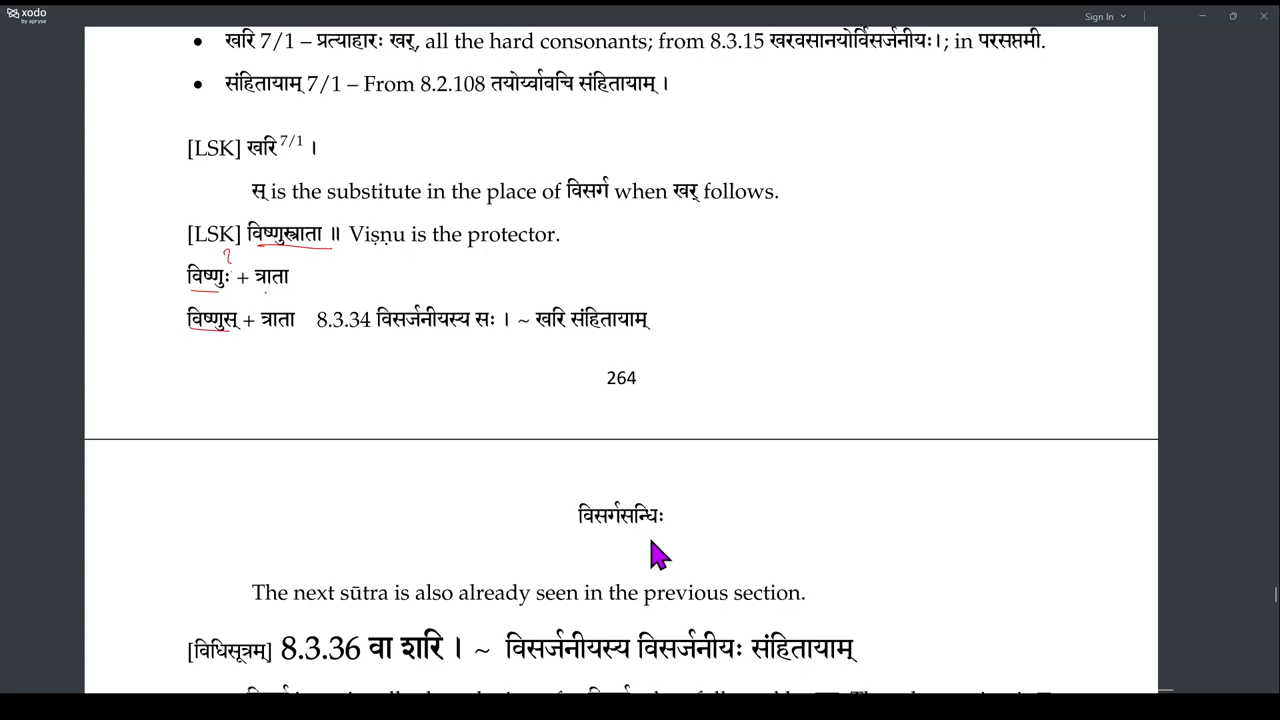 xodo
by apryse
Sign In
• खरि 7/1 – प्रत्याहारः खर्, all the hard consonants; from 8.3.15 खरवसानयोर्विसर्जनीयः।; in परसप्तमी.
• संहितायाम् 7/1 – From 8.2.108 तयोर्य्वावचि संहितायाम् ।
[LSK] खरि 7/1 ।
स् is the substitute in the place of विसर्ग when खर् follows.
[LSK] विष्णुस्त्राता ॥ Viṣṇu is the protector.
विष्णुः + त्राता
विष्णुस् + त्राता 8.3.34 विसर्जनीयस्य सः । ~ खरि संहितायाम्
264
विसर्गसन्धिः
The next sūtra is also already seen in the previous section.
[विधिसूत्रम्] 8.3.36 वा शरि । ~ विसर्जनीयस्य विसर्जनीयः संहितायाम्